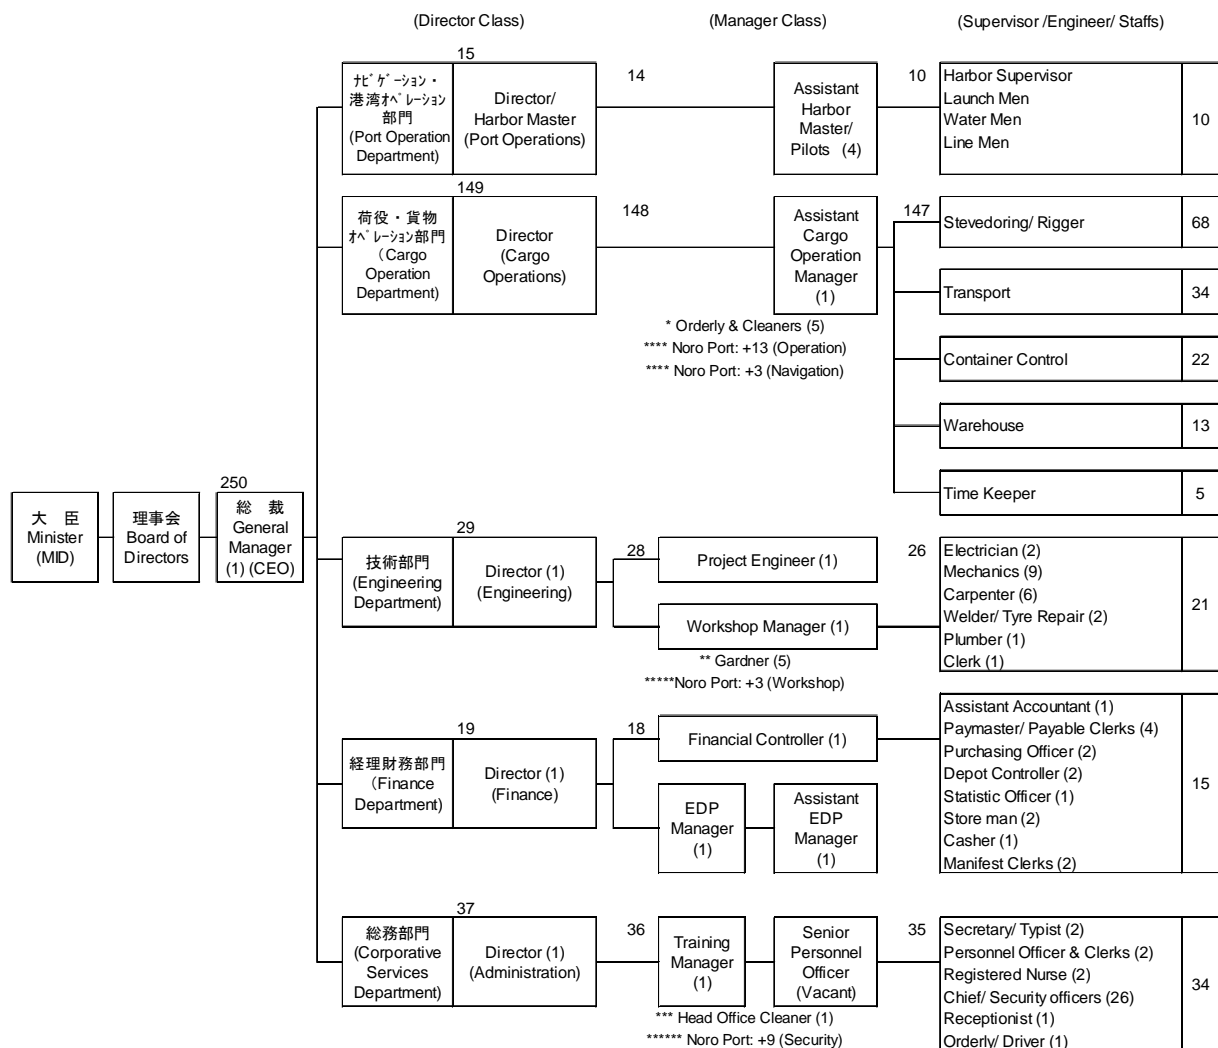 (Director Class)
(Manager Class)
(Supervisor /Engineer/ Staffs)
15
ﾅﾋﾞｹﾞｰｼｮﾝ・
港湾ｵﾍﾟﾚｰｼｮﾝ
部門
(Port Operation
Department)
Director/
Harbor Master
(Port Operations)
14
Assistant
Harbor
Master/
Pilots (4)
10
Harbor Supervisor
Launch Men
Water Men
Line Men
10
149
荷役・貨物
ｵﾍﾟﾚｰｼｮﾝ部門
（Cargo
Operation
Department)
Director
(Cargo
Operations)
148
Assistant
Cargo
Operation
Manager
(1)
147
Stevedoring/ Rigger
68
Transport
34
Container Control
22
Warehouse
13
Time Keeper
5
* Orderly & Cleaners (5)
**** Noro Port: +13 (Operation)
**** Noro Port: +3 (Navigation)
大 臣
Minister
(MID)
理事会
Board of
Directors
250
総 裁
General
Manager
(1) (CEO)
29
技術部門
(Engineering
Department)
Director (1)
(Engineering)
28
Project Engineer (1)
Workshop Manager (1)
** Gardner (5)
*****Noro Port: +3 (Workshop)
26
Electrician (2)
Mechanics (9)
Carpenter (6)
Welder/ Tyre Repair (2)
Plumber (1)
Clerk (1)
21
19
経理財務部門
（Finance
Department)
Director (1)
(Finance)
18
Financial Controller (1)
EDP
Manager
(1)
Assistant
EDP
Manager
(1)
Assistant Accountant (1)
Paymaster/ Payable Clerks (4)
Purchasing Officer (2)
Depot Controller (2)
Statistic Officer (1)
Store man (2)
Casher (1)
Manifest Clerks (2)
15
37
総務部門
(Corporative
Services
Department)
Director (1)
(Administration)
36
Training
Manager
(1)
Senior
Personnel
Officer
(Vacant)
*** Head Office Cleaner (1)
****** Noro Port: +9 (Security)
35
Secretary/ Typist (2)
Personnel Officer & Clerks (2)
Registered Nurse (2)
Chief/ Security officers (26)
Receptionist (1)
Orderly/ Driver (1)
34